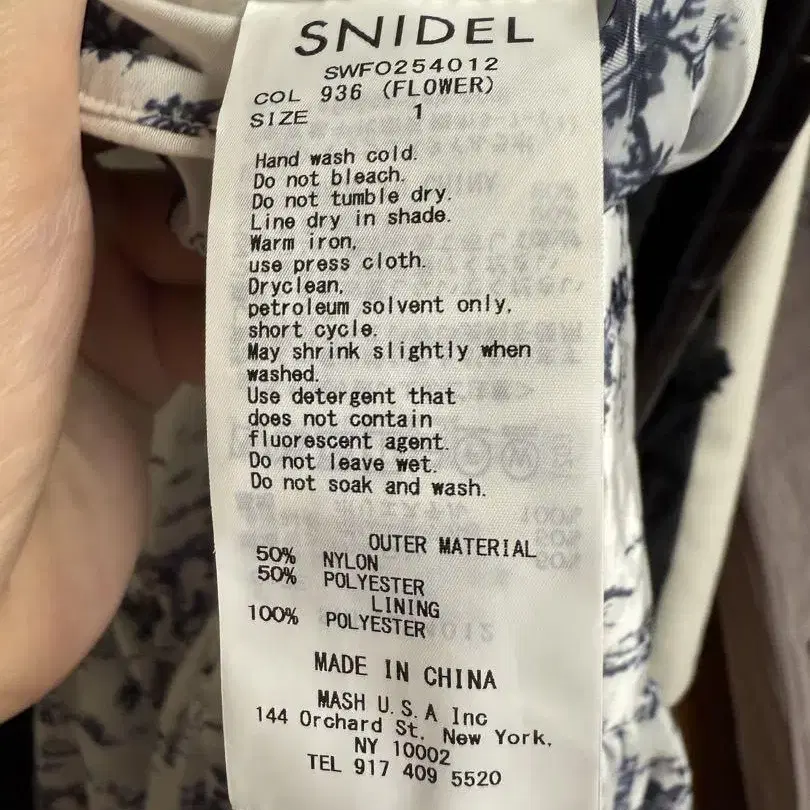 SNIDEL
SWFO254012
COL 936 (FLOWER)
SIZE 1
Hand wash cold.
Do not bleach.
Do not tumble dry.
Line dry in shade.
Warm iron,
use press cloth.
Dryclean,
petroleum solvent only,
short cycle.
May shrink slightly when
washed.
Use detergent that
does not contain
fluorescent agent.
Do not leave wet.
Do not soak and wash.
OUTER MATERIAL
50% NYLON
50% POLYESTER
LINING
100% POLYESTER
MADE IN CHINA
MASH U.S.A Inc
144 Orchard St. New York,
NY 10002
TEL 917 409 5520